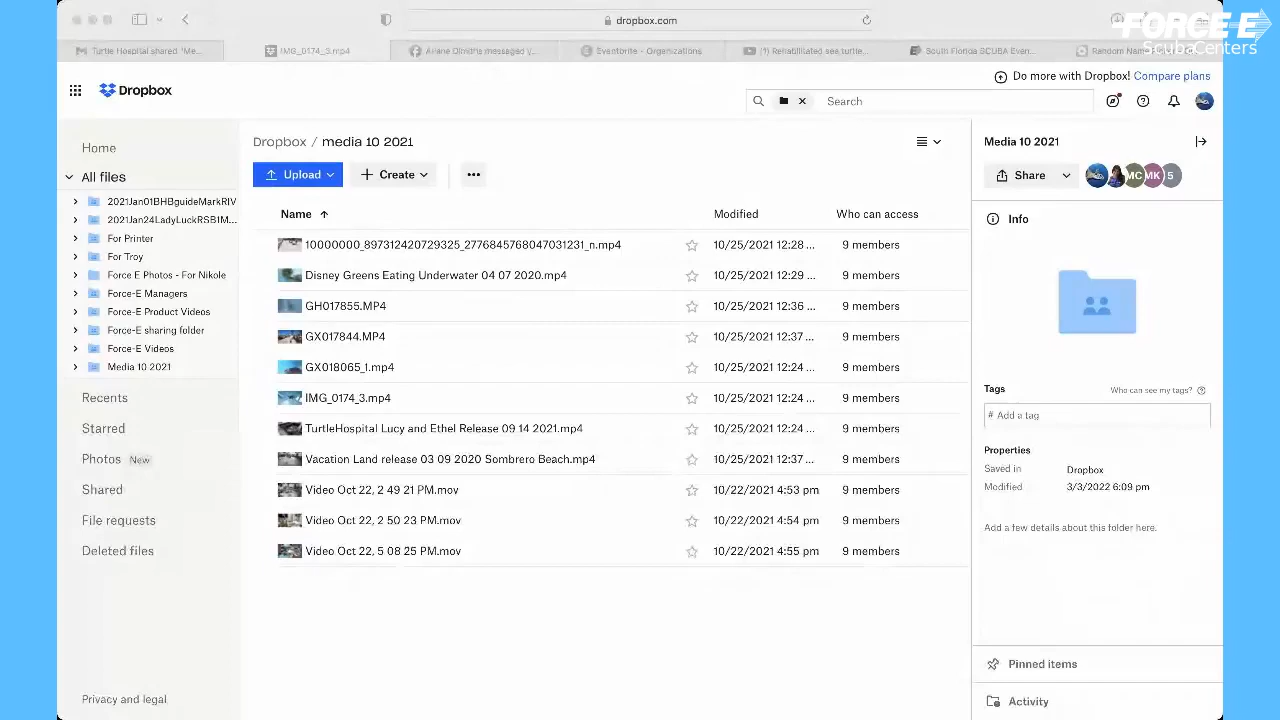 dropbox.com
FORCE-E
ScubaCenters
Turtle Hospital shared 'Me...
IMG_0174_3.mp4
Eventbrite - Organizations
(1) Rehabilitated sea turtle...
South Florida SCUBA Even...
Random Name
Do more with Dropbox! Compare plans
Dropbox
Search
Home
All files
2021Jan01BHBguideMarkRIV
2021Jan24LadyLuckRSBIM...
For Printer
For Troy
Force E Photos - For Nikole
Force-E Managers
Force-E Product Videos
Force-E sharing folder
Force-E Videos
Media 10 2021
Recents
Starred
Photos New
Shared
File requests
Deleted files
Privacy and legal
Dropbox / media 10 2021
Upload
Create
Name Modified Who can access
10000000_897312420729325_2776845768047031231_n.mp4 10/25/2021 12:28 ... 9 members
Disney Greens Eating Underwater 04 07 2020.mp4 10/25/2021 12:29 ... 9 members
GH017855.MP4 10/25/2021 12:36 ... 9 members
GX017844.MP4 10/25/2021 12:37 ... 9 members
GX018065_1.mp4 10/25/2021 12:24 ... 9 members
IMG_0174_3.mp4 10/25/2021 12:24 ... 9 members
TurtleHospital Lucy and Ethel Release 09 14 2021.mp4 10/25/2021 12:24 ... 9 members
Vacation Land release 03 09 2020 Sombrero Beach.mp4 10/25/2021 12:37 ... 9 members
Video Oct 22, 2 49 21 PM.mov 10/22/2021 4:53 pm 9 members
Video Oct 22, 2 50 23 PM.mov 10/22/2021 4:54 pm 9 members
Video Oct 22, 5 08 25 PM.mov 10/22/2021 4:55 pm 9 members
Media 10 2021
Share MC MK 5
Info
Tags Who can see my tags?
# Add a tag
Properties
Saved in Dropbox
Modified 3/3/2022 6:09 pm
Add a few details about this folder here.
Pinned items
Activity